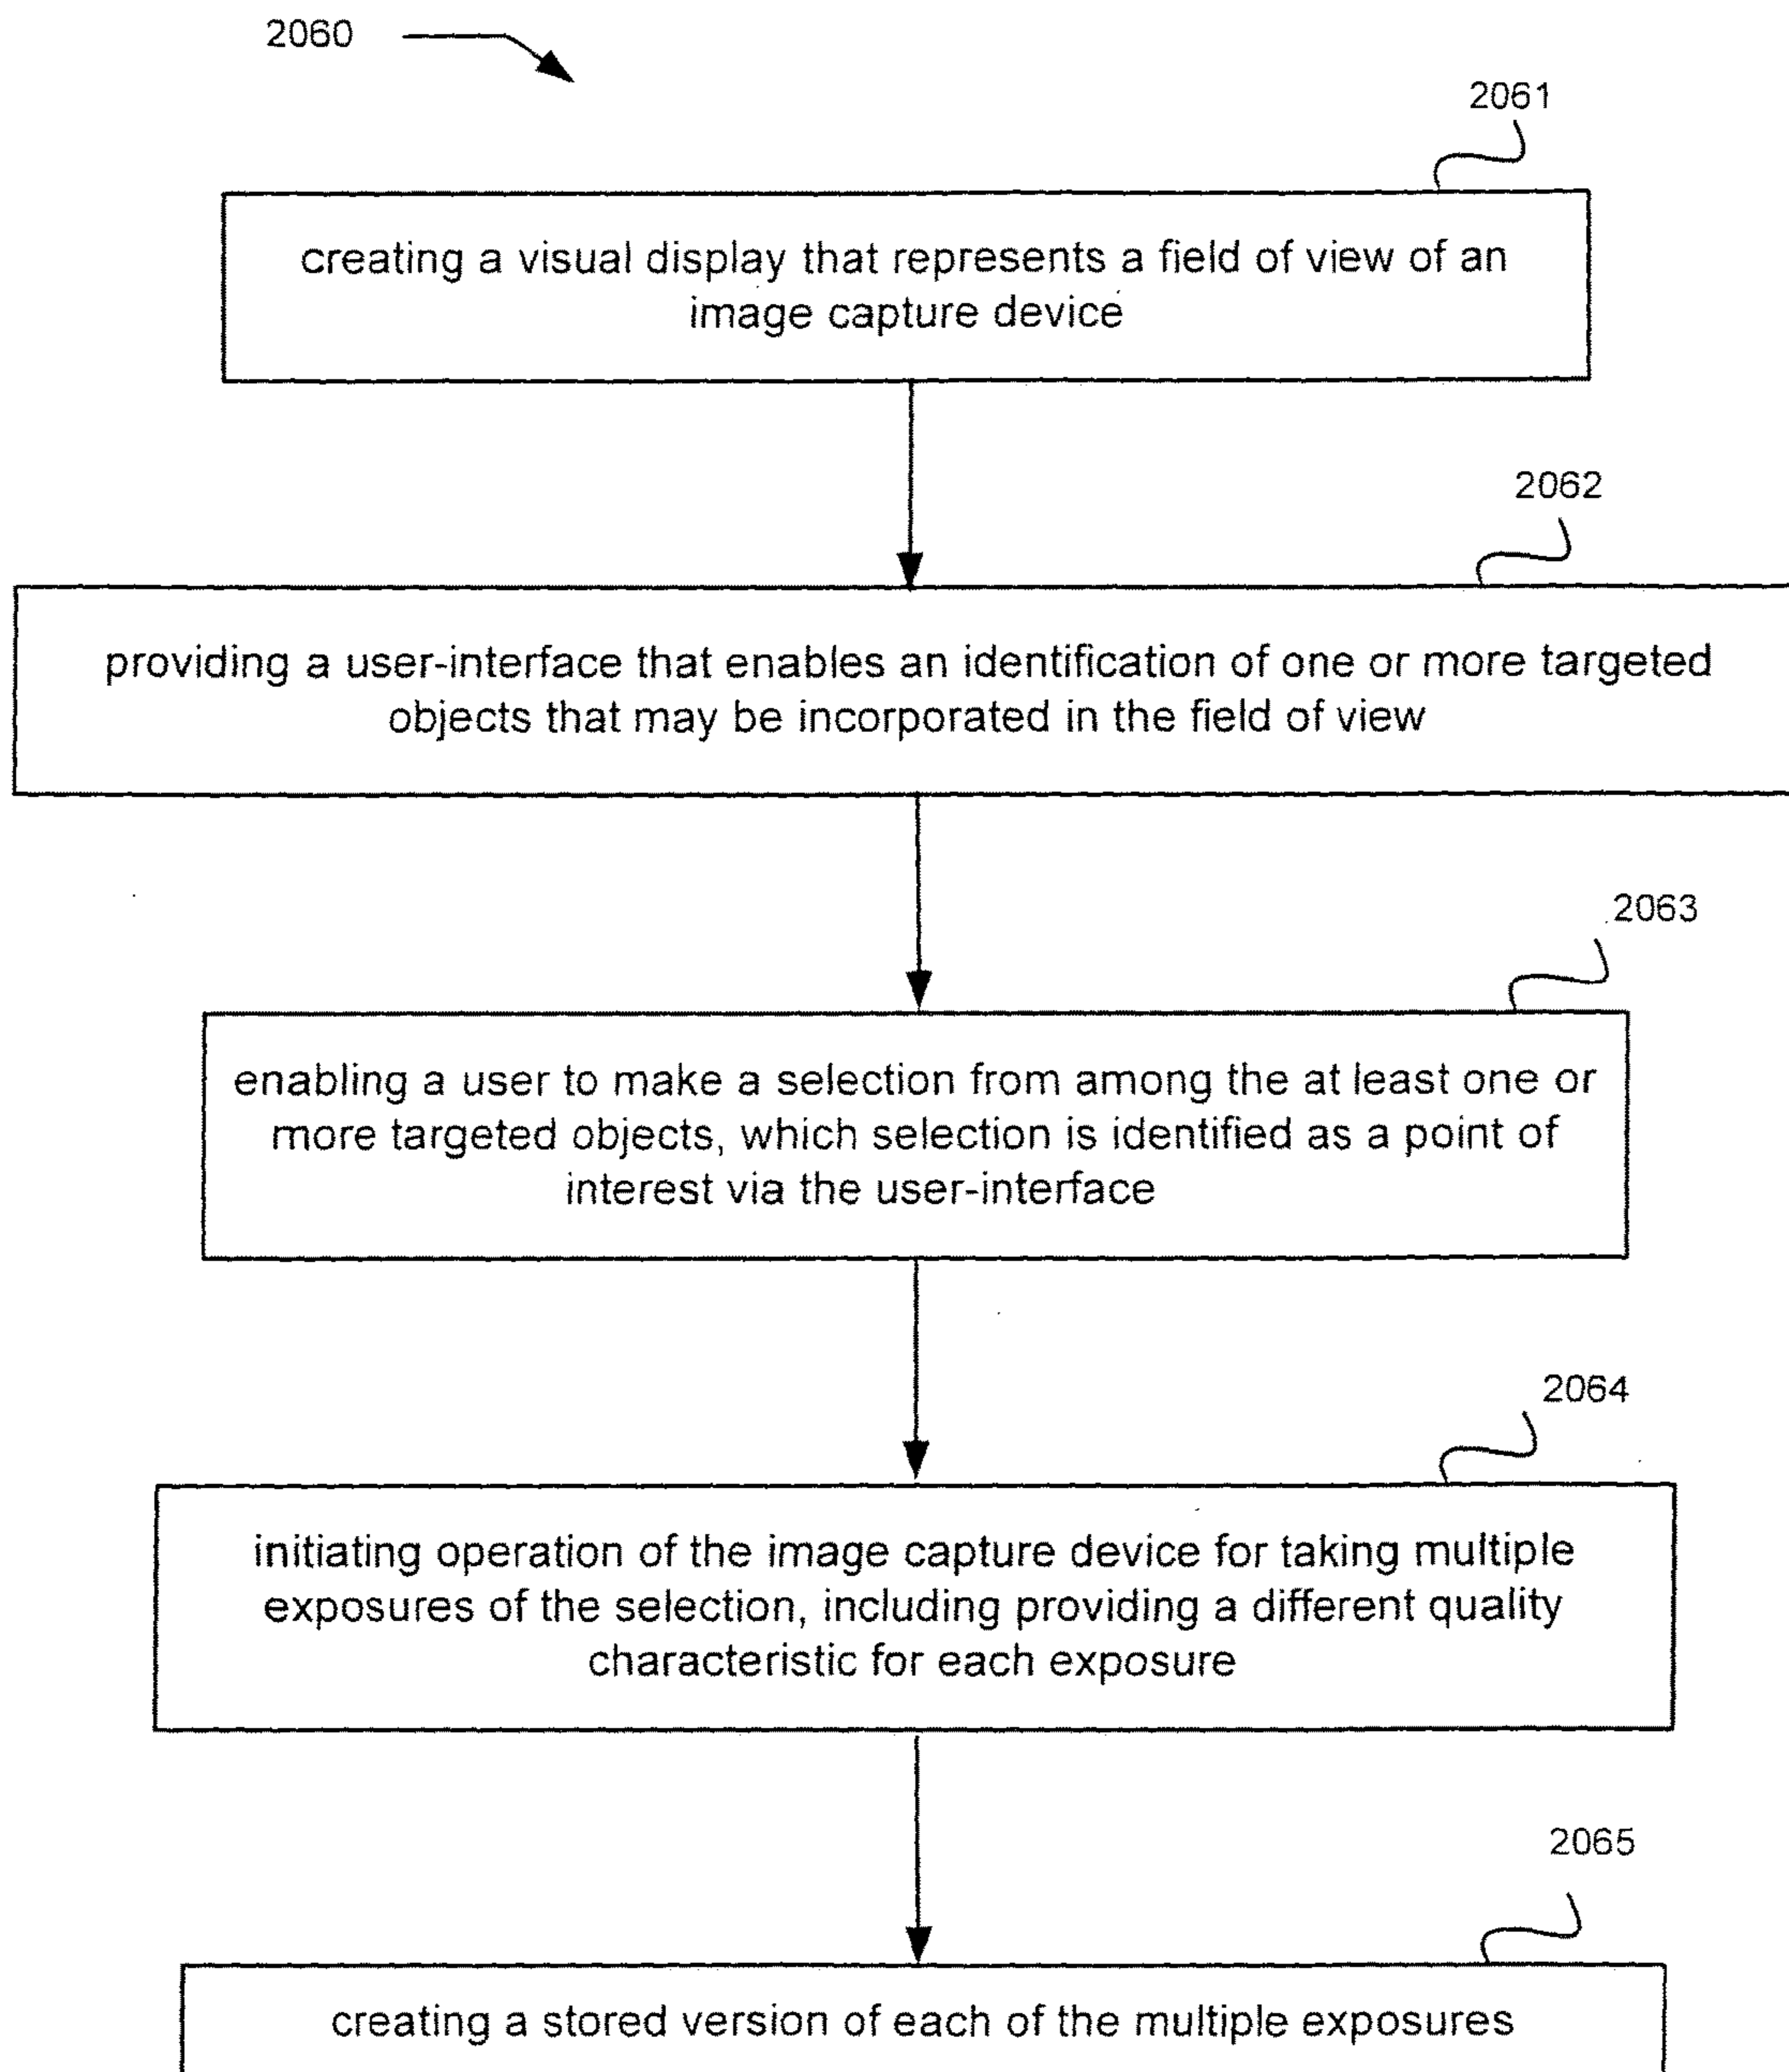 2060
2061
creating a visual display that represents a field of view of an
image capture device
2062
providing a user-interface that enables an identification of one or more targeted
objects that may be incorporated in the field of view
2063
enabling a user to make a selection from among the at least one or
more targeted objects, which selection is identified as a point of
interest via the user-interface
2064
initiating operation of the image capture device for taking multiple
exposures of the selection, including providing a different quality
characteristic for each exposure
2065
creating a stored version of each of the multiple exposures